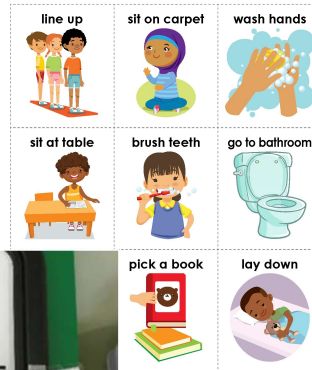 line up
sit on carpet
wash hands
sit at table
brush teeth
go to bathroom
pick a book
lay down